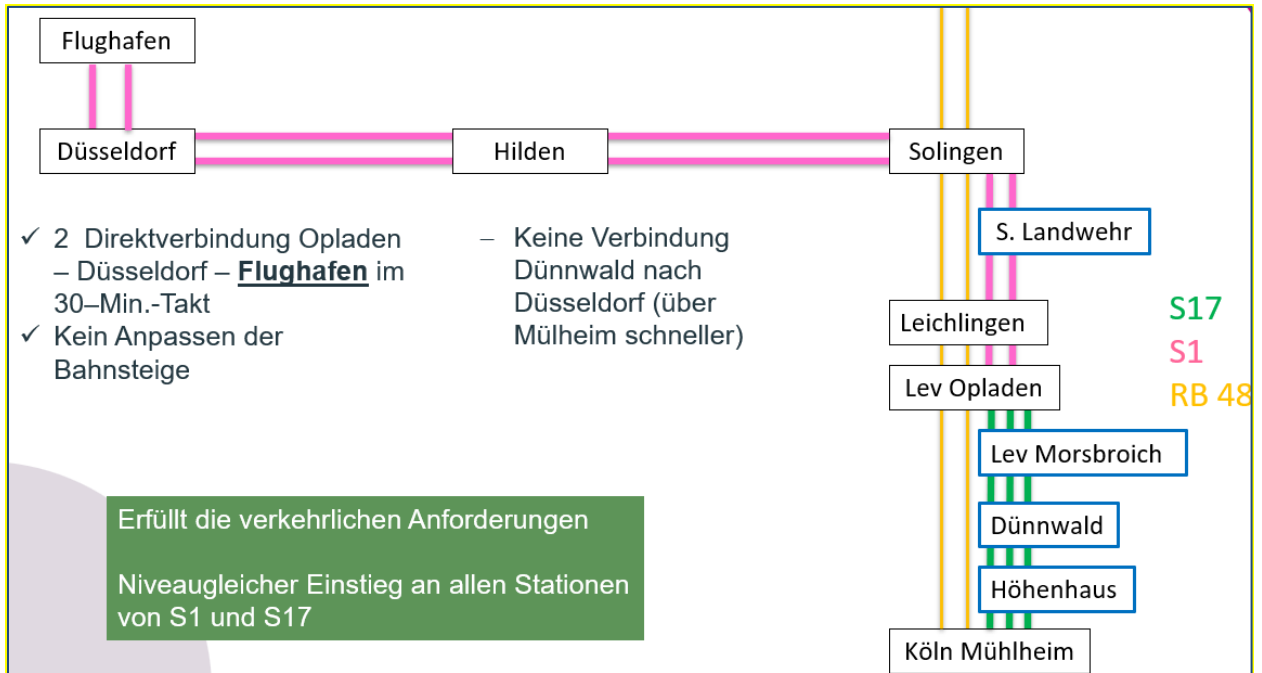 Flughafen
Düsseldorf
Hilden
Solingen
S. Landwehr
✓ 2 Direktverbindung Opladen
– Düsseldorf – Flughafen im
30–Min.-Takt
✓ Kein Anpassen der
Bahnsteige
– Keine Verbindung
Dünnwald nach
Düsseldorf (über
Mülheim schneller)
Leichlingen
Lev Opladen
S17
S1
RB 48
Lev Morsbroich
Dünnwald
Höhenhaus
Köln Mühlheim
Erfüllt die verkehrlichen Anforderungen
Niveaugleicher Einstieg an allen Stationen
von S1 und S17